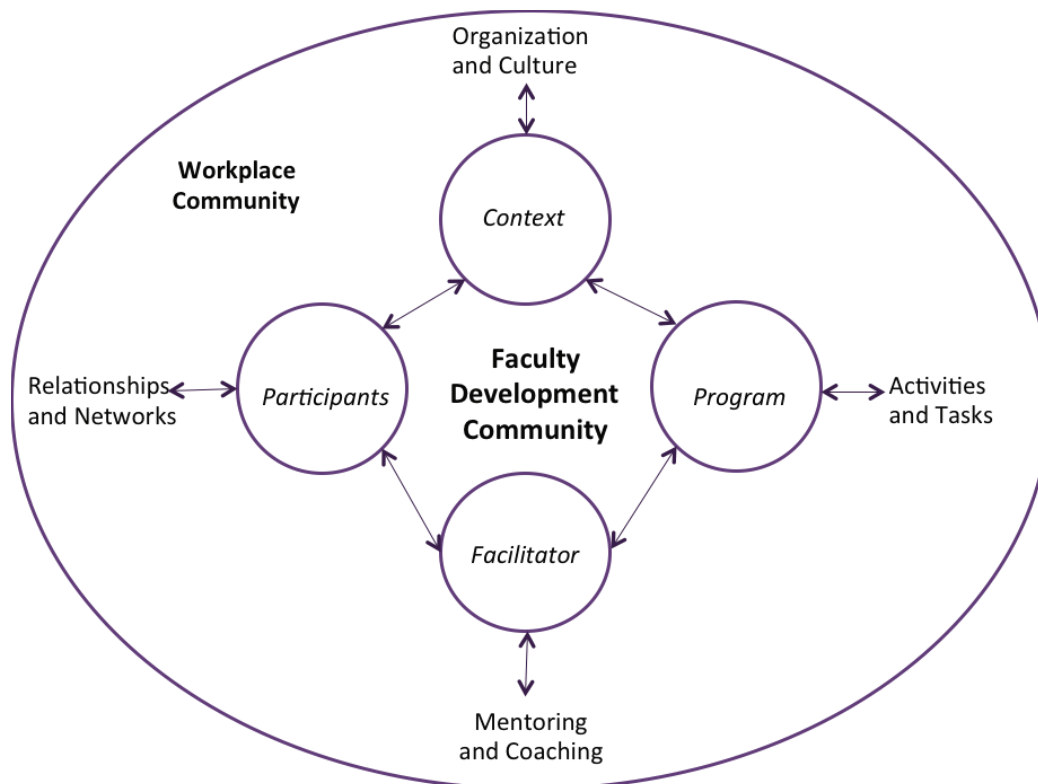 Organization
and Culture
Workplace
Community
Context
Faculty
Development
Community
Relationships
and Networks
Participants
Program
Activities
and Tasks
Facilitator
Mentoring
and Coaching